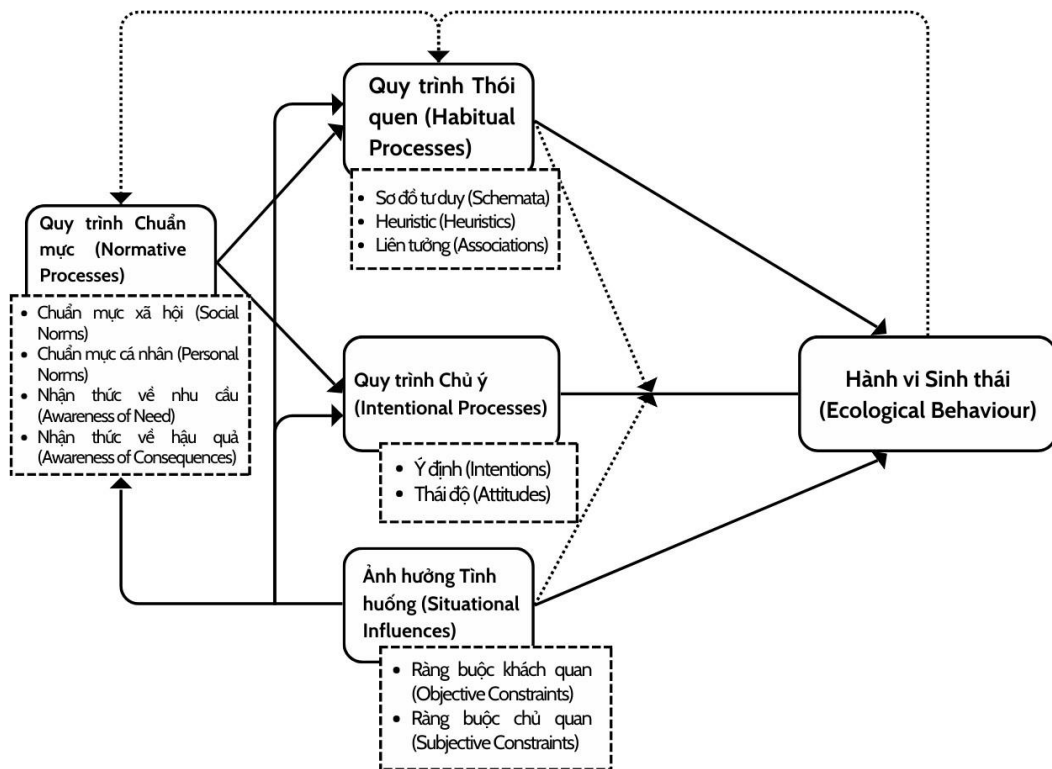 Quy trình Thói
quen (Habitual
Processes)
• Sơ đồ tư duy (Schemata)
• Heuristic (Heuristics)
• Liên tưởng (Associations)
Quy trình Chuẩn
mực (Normative
Processes)
• Chuẩn mực xã hội (Social
Norms)
• Chuẩn mực cá nhân (Personal
Norms)
• Nhận thức về nhu cầu
(Awareness of Need)
• Nhận thức về hậu quả
(Awareness of Consequences)
Quy trình Chủ ý
(Intentional Processes)
• Ý định (Intentions)
• Thái độ (Attitudes)
Ảnh hưởng Tình
huống (Situational
Influences)
• Ràng buộc khách quan
(Objective Constraints)
• Ràng buộc chủ quan
(Subjective Constraints)
Hành vi Sinh thái
(Ecological Behaviour)